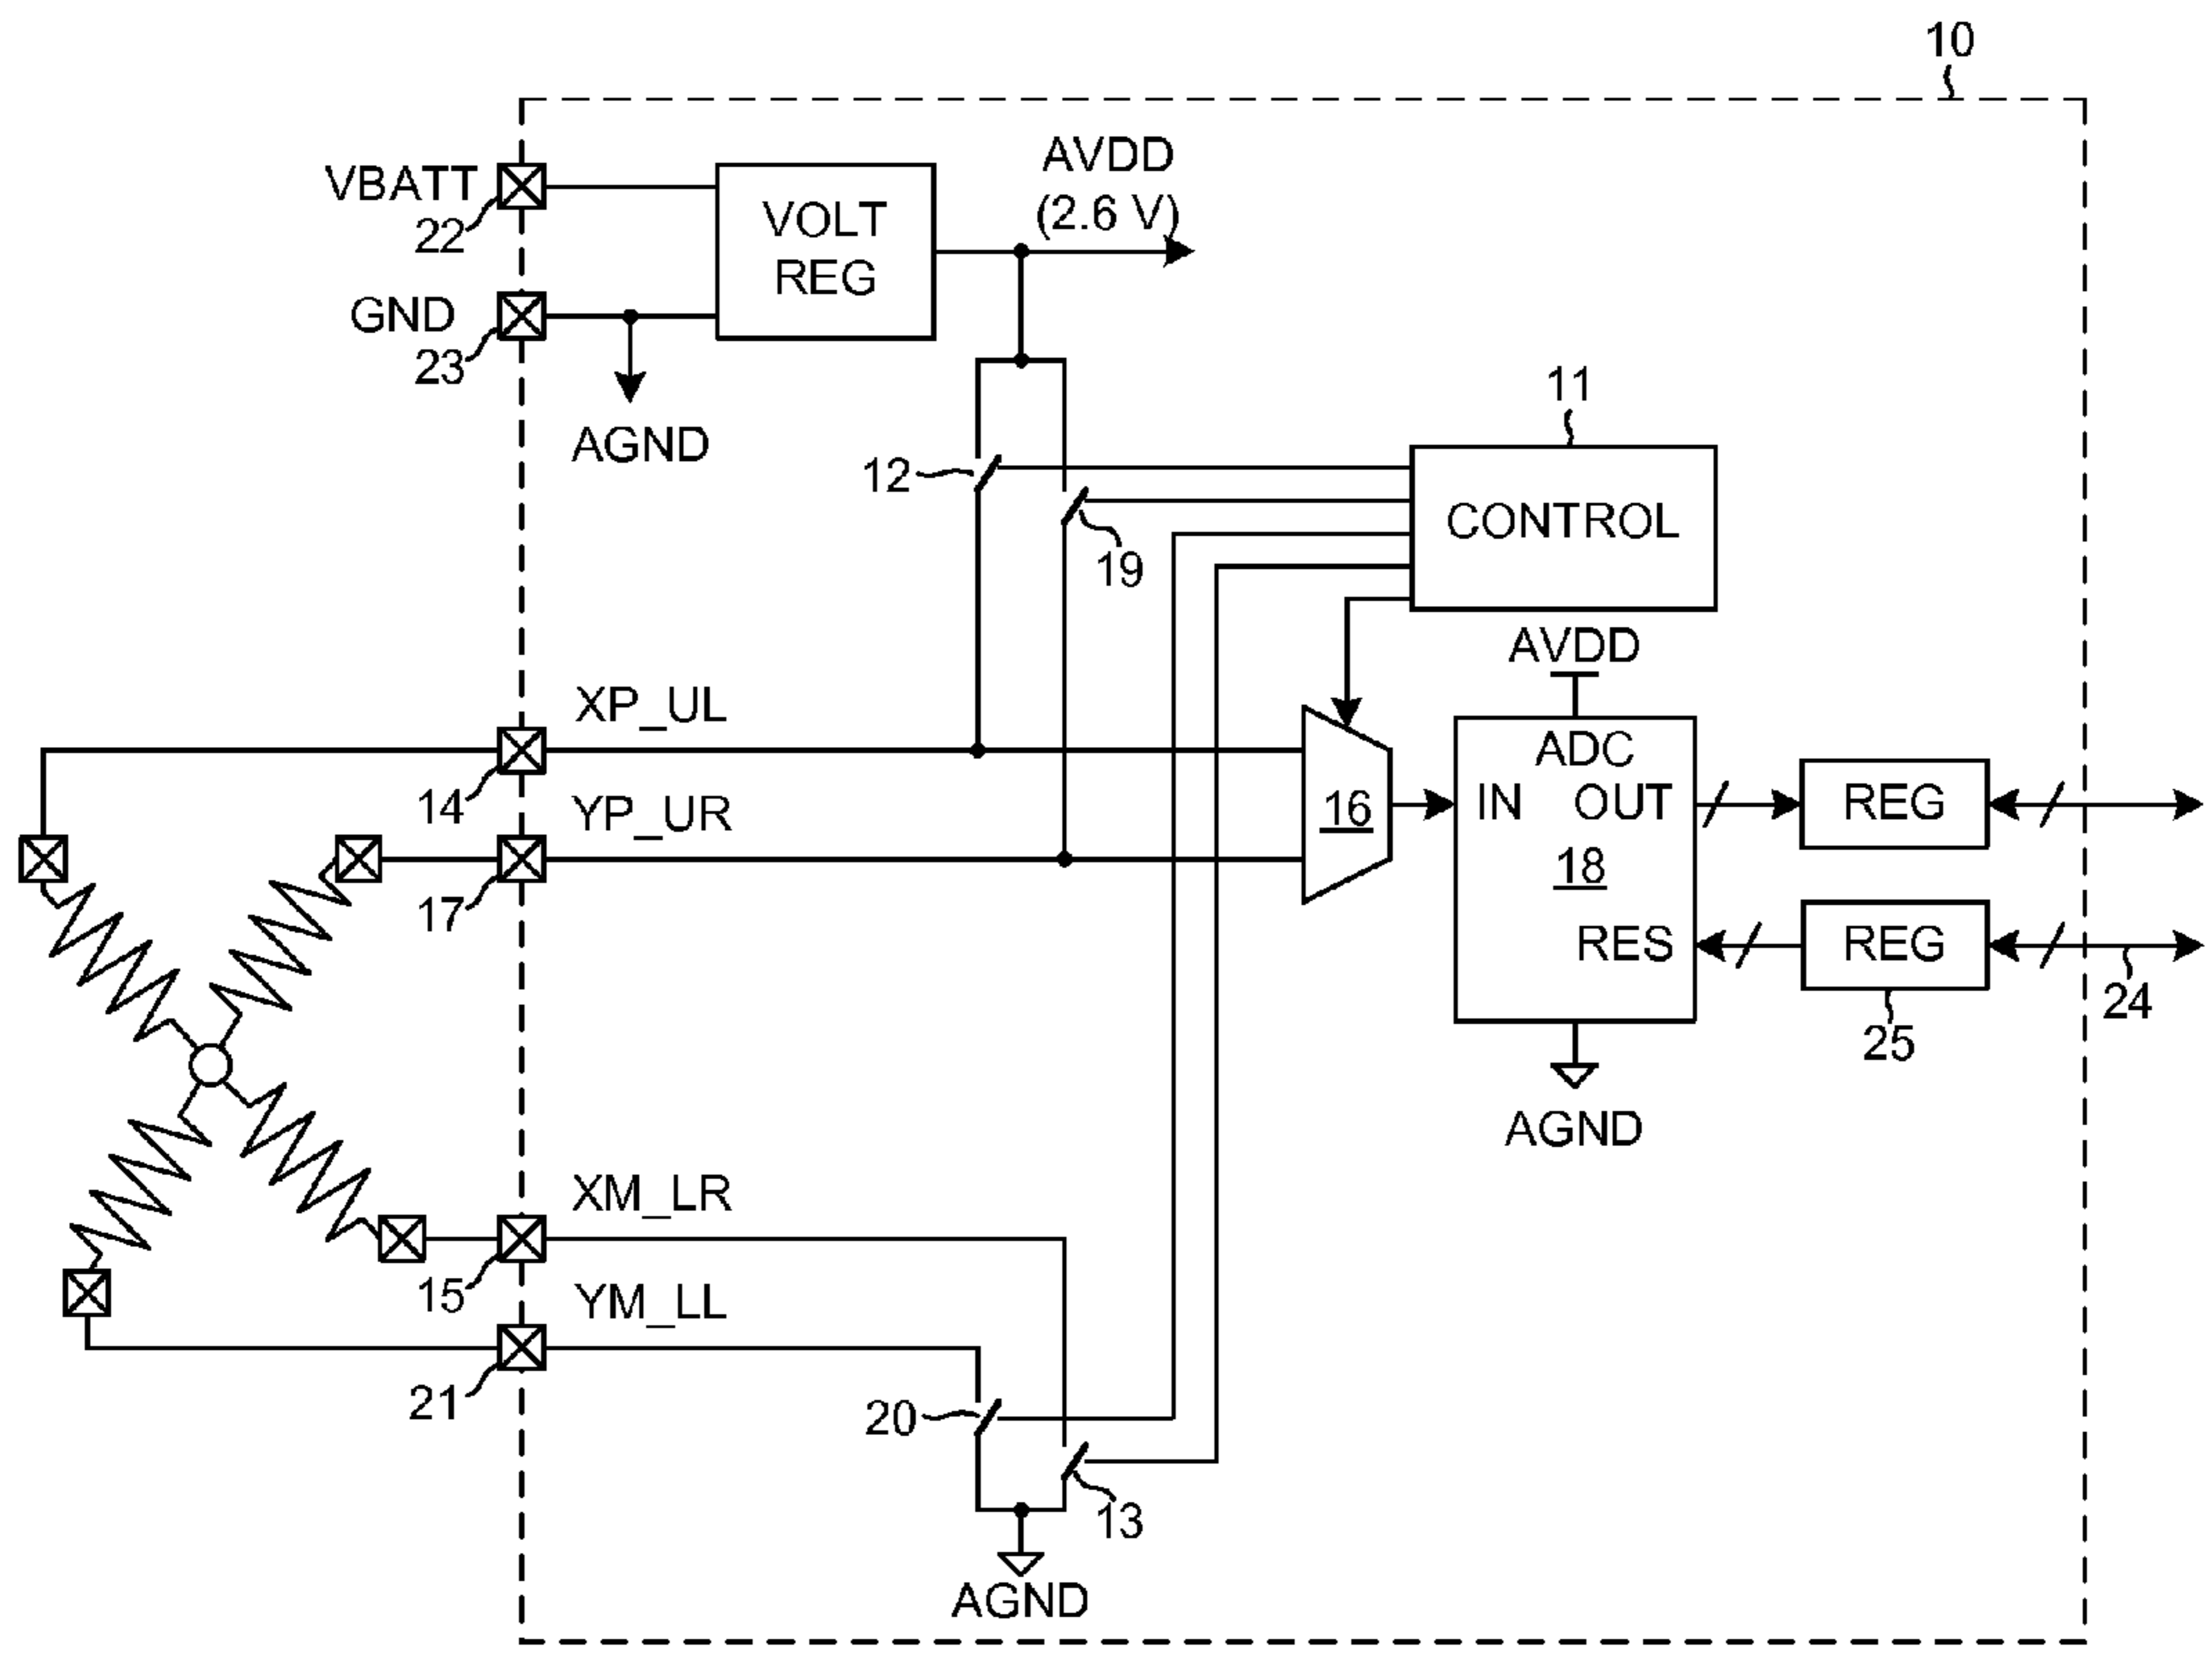 10
VBATT
22
GND
23
AGND
VOLT
REG
AVDD
(2.6 V)
12
19
11
CONTROL
AVDD
XP_UL
14
YP_UR
17
16
ADC
IN OUT
18
RES
REG
REG
24
25
AGND
XM_LR
15
YM_LL
21
20
13
AGND